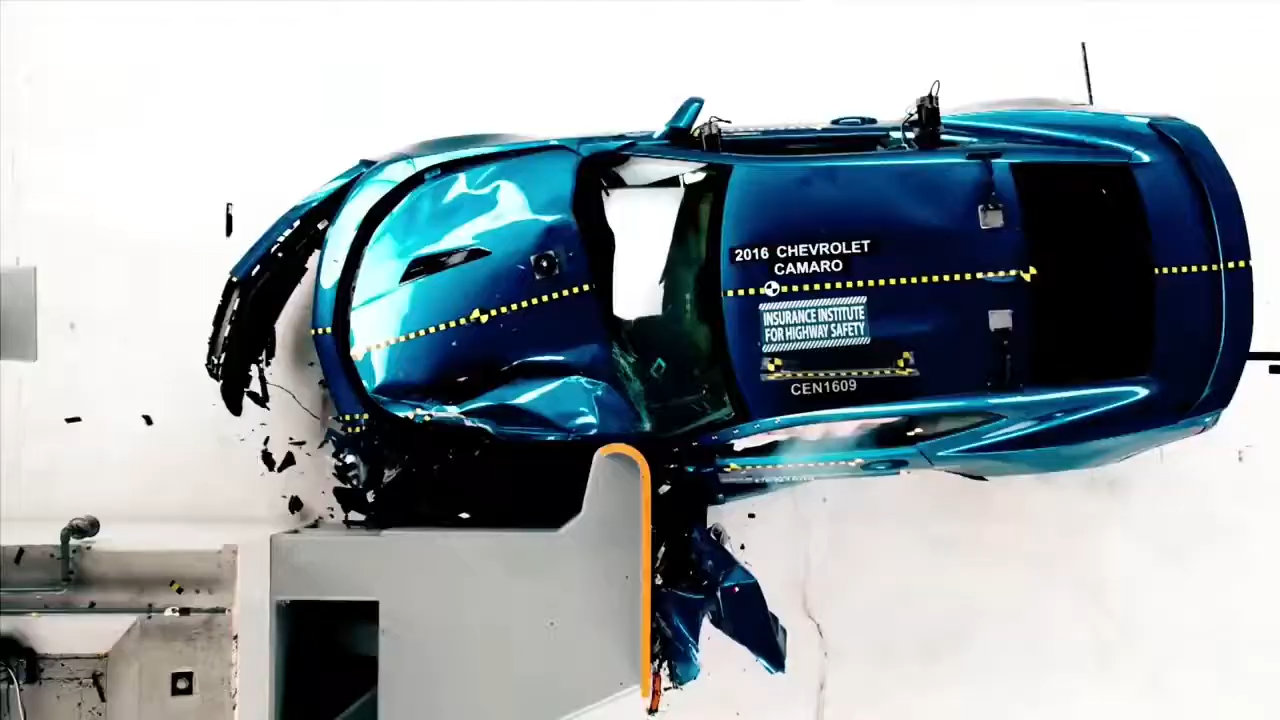 2016 CHEVROLET
CAMARO
INSURANCE INSTITUTE
FOR HIGHWAY SAFETY
CEN1609